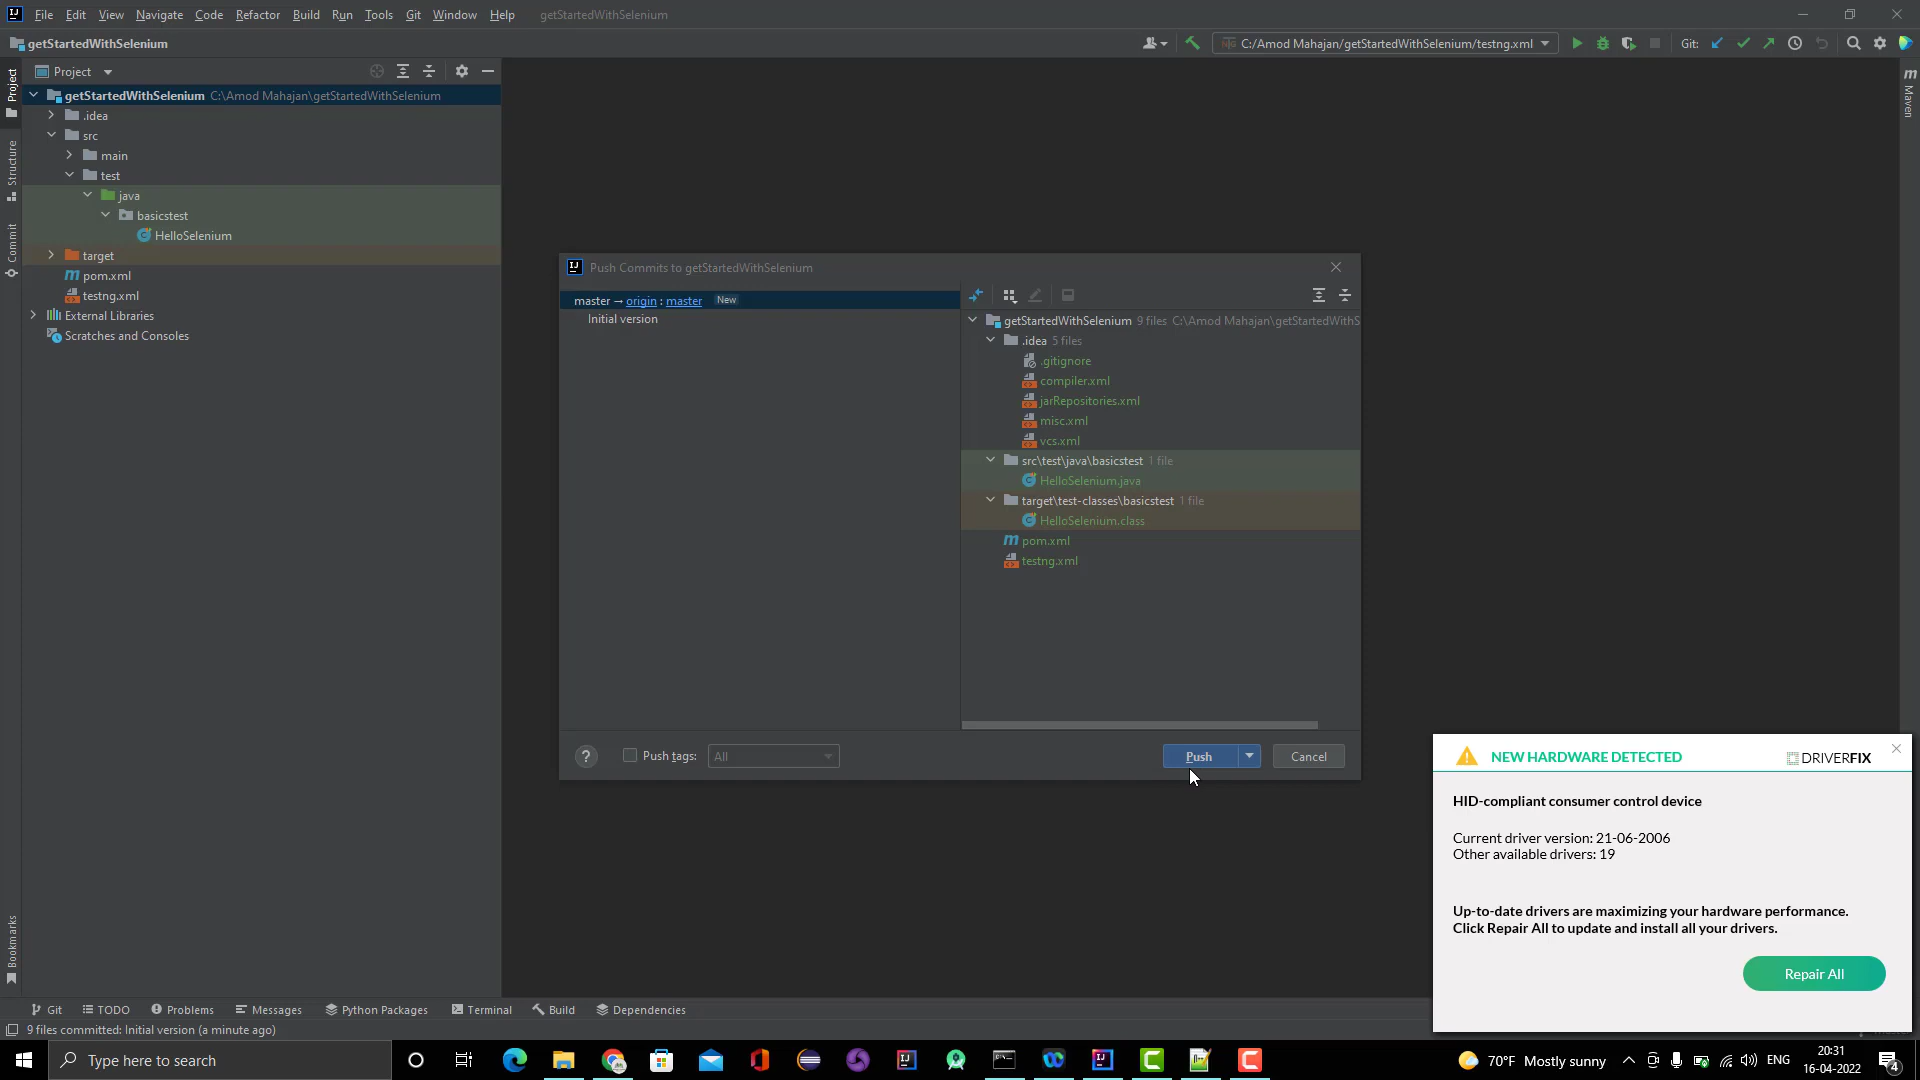 File Edit View Navigate Code Refactor Build Run Tools Git Window Help getStartedWithSelenium
getStartedWithSelenium
C:/Amod Mahajan/getStartedWithSelenium/testng.xml
Git:
Project
getStartedWithSelenium C:\Amod Mahajan\getStartedWithSelenium
.idea
src
main
test
java
basicstest
HelloSelenium
target
pom.xml
testng.xml
External Libraries
Scratches and Consoles
Project
Structure
Commit
Bookmarks
Maven
Push Commits to getStartedWithSelenium
master → origin : master New
Initial version
getStartedWithSelenium 9 files C:\Amod Mahajan\getStartedWithS
.idea 5 files
.gitignore
compiler.xml
jarRepositories.xml
misc.xml
vcs.xml
src\test\java\basicstest 1 file
HelloSelenium.java
target\test-classes\basicstest 1 file
HelloSelenium.class
pom.xml
testng.xml
? Push tags: All
Push
Cancel
NEW HARDWARE DETECTED
DRIVERFIX
HID-compliant consumer control device
Current driver version: 21-06-2006
Other available drivers: 19
Up-to-date drivers are maximizing your hardware performance.
Click Repair All to update and install all your drivers.
Repair All
Git TODO Problems Messages Python Packages Terminal Build Dependencies
9 files committed: Initial version (a minute ago)
Type here to search
70°F Mostly sunny
ENG
20:31
16-04-2022
4